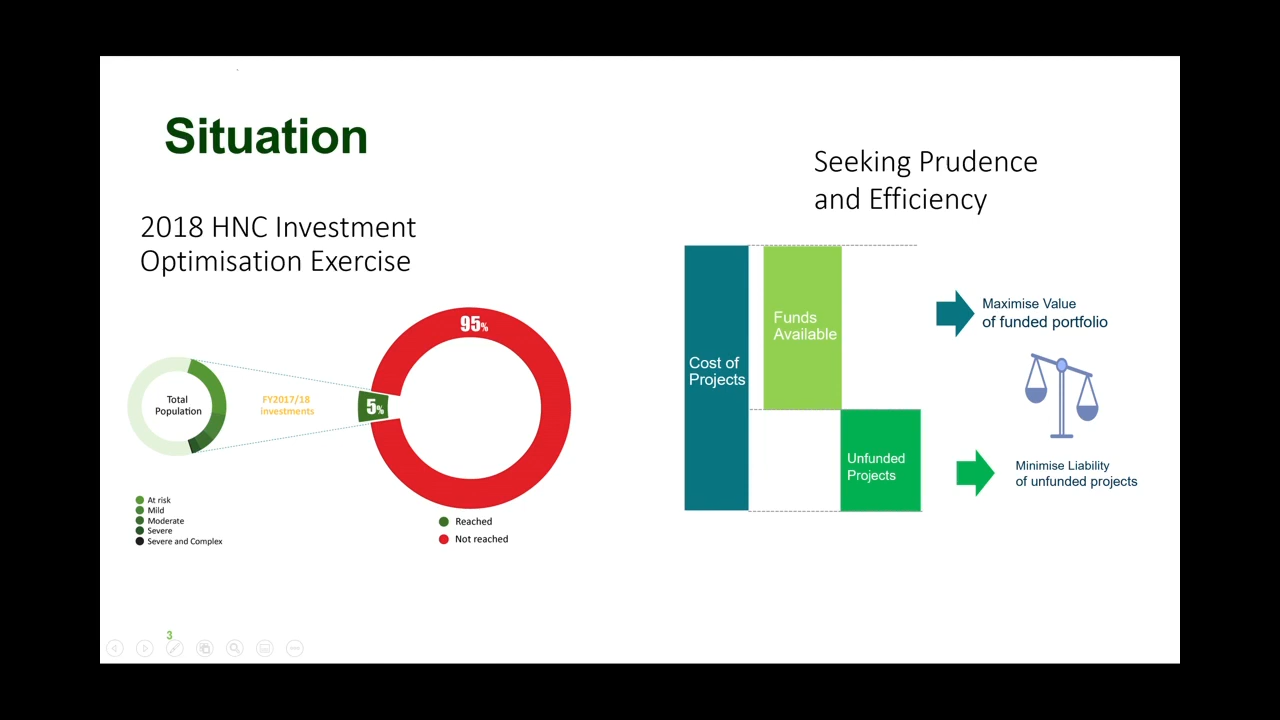 Situation
2018 HNC Investment
Optimisation Exercise
Total
Population
FY2017/18
investments
95%
5%
At risk
Mild
Moderate
Severe
Severe and Complex
Reached
Not reached
Seeking Prudence
and Efficiency
Cost of
Projects
Funds
Available
Unfunded
Projects
Maximise Value
of funded portfolio
Minimise Liability
of unfunded projects
3